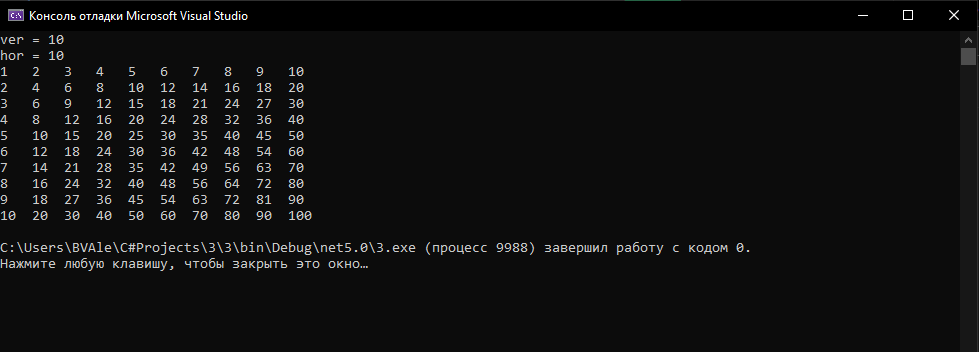 Консоль отладки Microsoft Visual Studio
ver = 10
hor = 10
1 2 3 4 5 6 7 8 9 10
2 4 6 8 10 12 14 16 18 20
3 6 9 12 15 18 21 24 27 30
4 8 12 16 20 24 28 32 36 40
5 10 15 20 25 30 35 40 45 50
6 12 18 24 30 36 42 48 54 60
7 14 21 28 35 42 49 56 63 70
8 16 24 32 40 48 56 64 72 80
9 18 27 36 45 54 63 72 81 90
10 20 30 40 50 60 70 80 90 100
C:\Users\BVAle\C#Projects\3\3\bin\Debug\net5.0\3.exe (процесс 9988) завершил работу с кодом 0.
Нажмите любую клавишу, чтобы закрыть это окно…